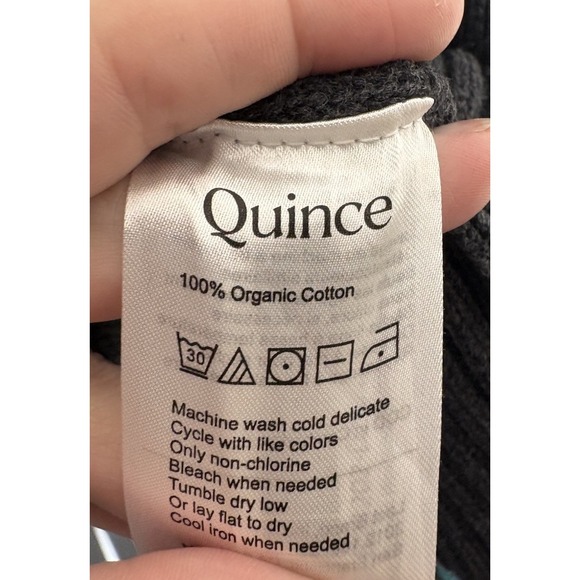 Quince
100% Organic Cotton
30
Machine wash cold delicate
Cycle with like colors
Only non-chlorine
Bleach when needed
Tumble dry low
Or lay flat to dry
Cool iron when needed